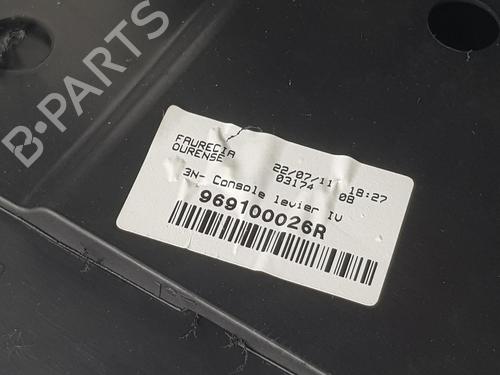 B-PARTS
FAURECIA
OURENSE
22/07/11 18:27
03174 08
3N- Console levier IV
969100026R